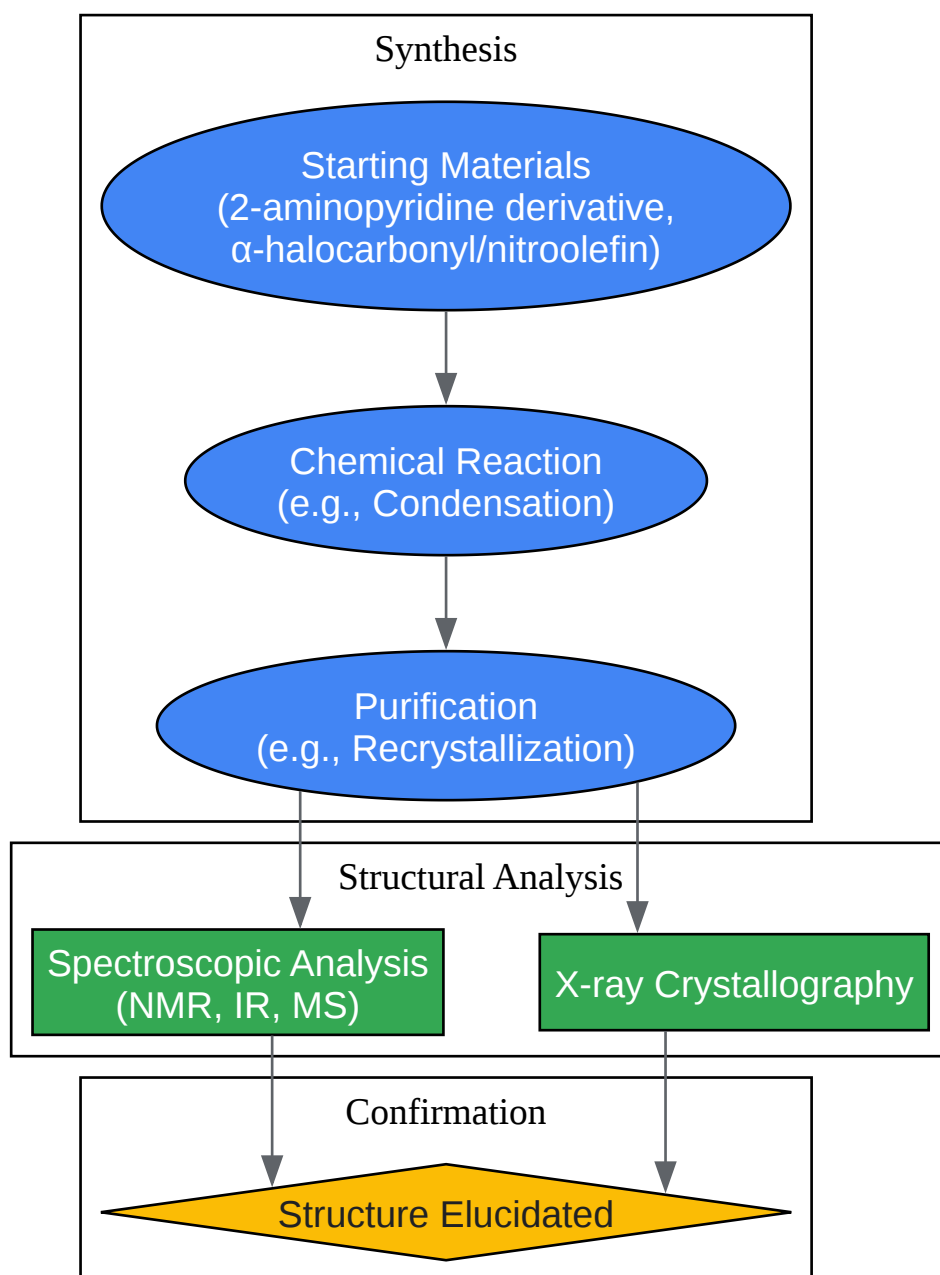 Synthesis
Starting Materials
(2-aminopyridine derivative,
α-halocarbonyl/nitroolefin)
Chemical Reaction
(e.g., Condensation)
Purification
(e.g., Recrystallization)
Structural Analysis
Spectroscopic Analysis
(NMR, IR, MS)
X-ray Crystallography
Confirmation
Structure Elucidated